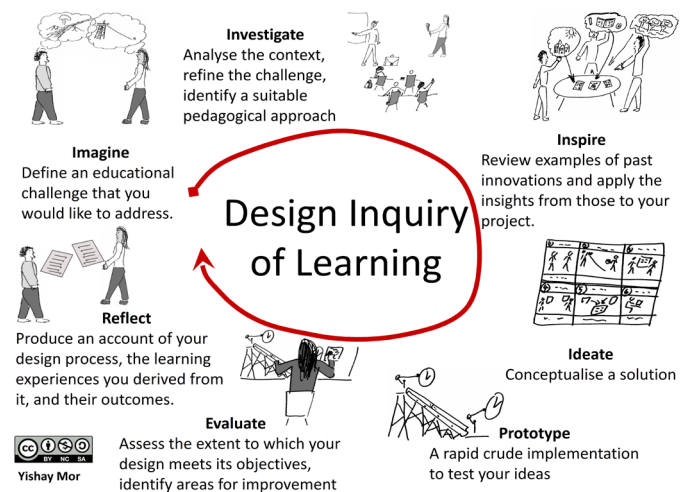 Investigate
Analyse the context,
refine the challenge,
identify a suitable
pedagogical approach
Inspire
Review examples of past
innovations and apply the
insights from those to your
project.
Imagine
Define an educational
challenge that you
would like to address.
Design Inquiry
of Learning
Reflect
Produce an account of your
design process, the learning
experiences you derived from
it, and their outcomes.
Ideate
Conceptualise a solution
Prototype
A rapid crude implementation
to test your ideas
Evaluate
Assess the extent to which your
design meets its objectives,
identify areas for improvement
cc
BY NC SA
Yishay Mor